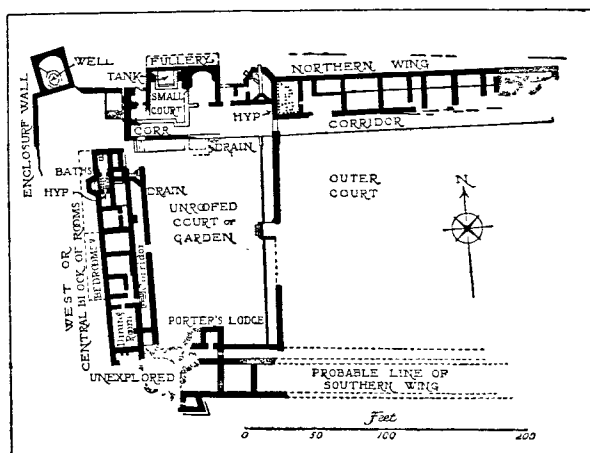 FULLERY
WELL
TANK
NORTHERN WING
SMALL
COURT
HYP
CORRIDOR
CORR
DRAIN
ENCLOSURE WALL
BATHS
HYP
DRAIN
OUTER
COURT
N
UNROOFED
COURT or
GARDEN
WEST OR
CENTRAL BLOCK OF ROOMS
BEDROOMS
Corridor
Dining
Room
PORTER'S LODGE
UNEXPLORED
PROBABLE LINE OF
SOUTHERN WING
Feet
0 50 100 200